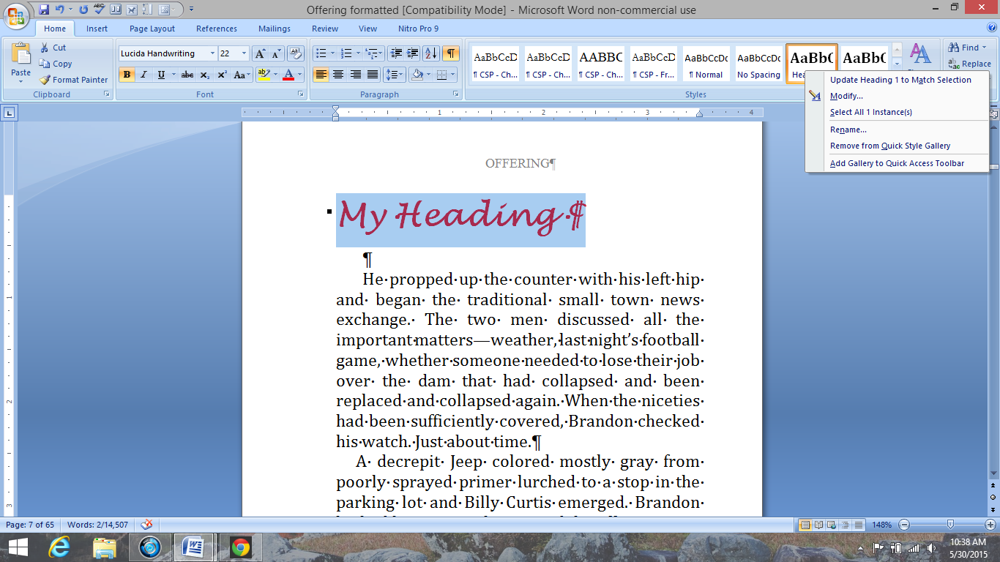 Offering formatted [Compatibility Mode] - Microsoft Word non-commercial use
Home Insert Page Layout References Mailings Review View Nitro Pro 9
Paste
Cut
Copy
Format Painter
Clipboard
Lucida Handwriting 22
B I U abc x₂ x² Aa
Font
Paragraph
AaBbCcD AaBbCcD AABBC AaBbCcD AaBbCcDc AaBbCcDc AaBbC AaBbC
¶ CSP - Ch... ¶ CSP - Ch... ¶ CSP - Ch... ¶ CSP - Fr... ¶ Normal No Spacing Hea
Styles
Find
Replace
Update Heading 1 to Match Selection
Modify...
Select All 1 Instance(s)
Rename...
Remove from Quick Style Gallery
Add Gallery to Quick Access Toolbar
1 2 3 4
OFFERING¶
My·Heading·¶
¶
He·propped·up·the·counter·with·his·left·hip·
and· began· the· traditional· small· town· news·
exchange.· The· two· men· discussed· all· the·
important·matters—weather,·last·night’s·football·
game,·whether·someone·needed·to·lose·their·job·
over· the· dam· that· had· collapsed· and· been·
replaced·and·collapsed·again.·When·the·niceties·
had·been·sufficiently·covered,·Brandon·checked·
his·watch.·Just·about·time.¶
A· decrepit· Jeep· colored· mostly· gray· from·
poorly·sprayed·primer·lurched·to·a·stop·in·the·
parking·lot·and·Billy·Curtis·emerged.·Brandon·
1
2
3
Page: 7 of 65 Words: 2/14,507 148%
10:38 AM
5/30/2015